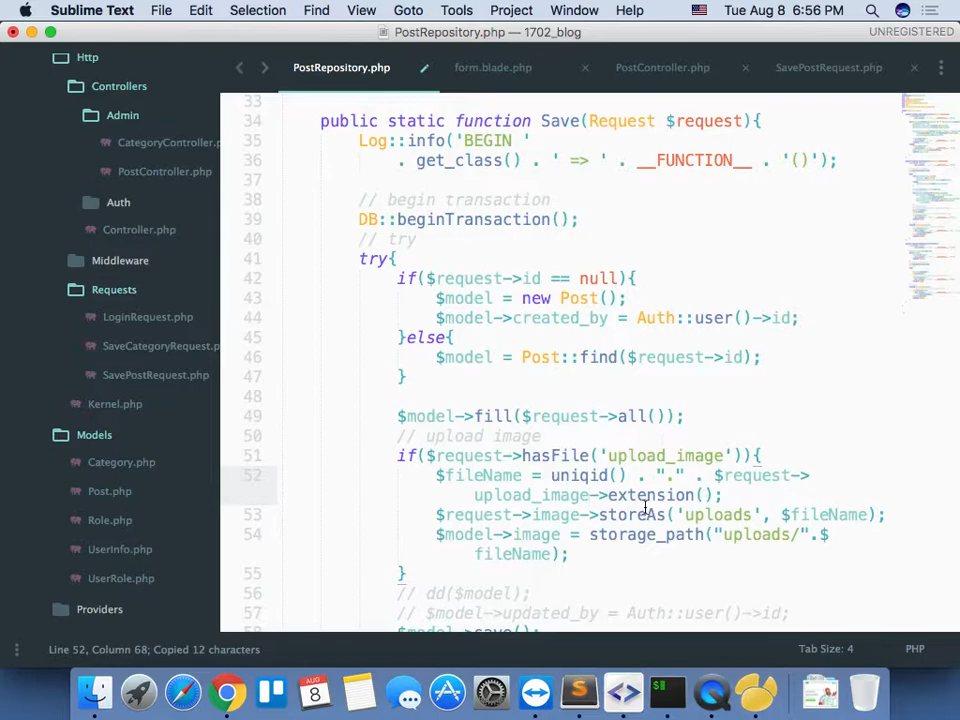 Sublime Text File Edit Selection Find View Goto Tools Project Window Help Tue Aug 8 6:56 PM
PostRepository.php — 1702_blog UNREGISTERED
PostRepository.php form.blade.php PostController.php SavePostRequest.php
Http
Controllers
Admin
CategoryController.p
PostController.php
Auth
Controller.php
Middleware
Requests
LoginRequest.php
SaveCategoryRequest.p
SavePostRequest.php
Kernel.php
Models
Category.php
Post.php
Role.php
UserInfo.php
UserRole.php
Providers
33
34 public static function Save(Request $request){
35 Log::info('BEGIN '
36 . get_class() . ' => ' . __FUNCTION__ . '()');
37
38 // begin transaction
39 DB::beginTransaction();
40 // try
41 try{
42 if($request->id == null){
43 $model = new Post();
44 $model->created_by = Auth::user()->id;
45 }else{
46 $model = Post::find($request->id);
47 }
48
49 $model->fill($request->all());
50 // upload image
51 if($request->hasFile('upload_image')){
52 $fileName = uniqid() . "." . $request->
upload_image->extension();
53 $request->image->storeAs('uploads', $fileName);
54 $model->image = storage_path("uploads/".$
fileName);
55 }
56 // dd($model);
57 // $model->updated_by = Auth::user()->id;
58 $model->save();
Line 52, Column 68; Copied 12 characters Tab Size: 4 PHP
AUG
8